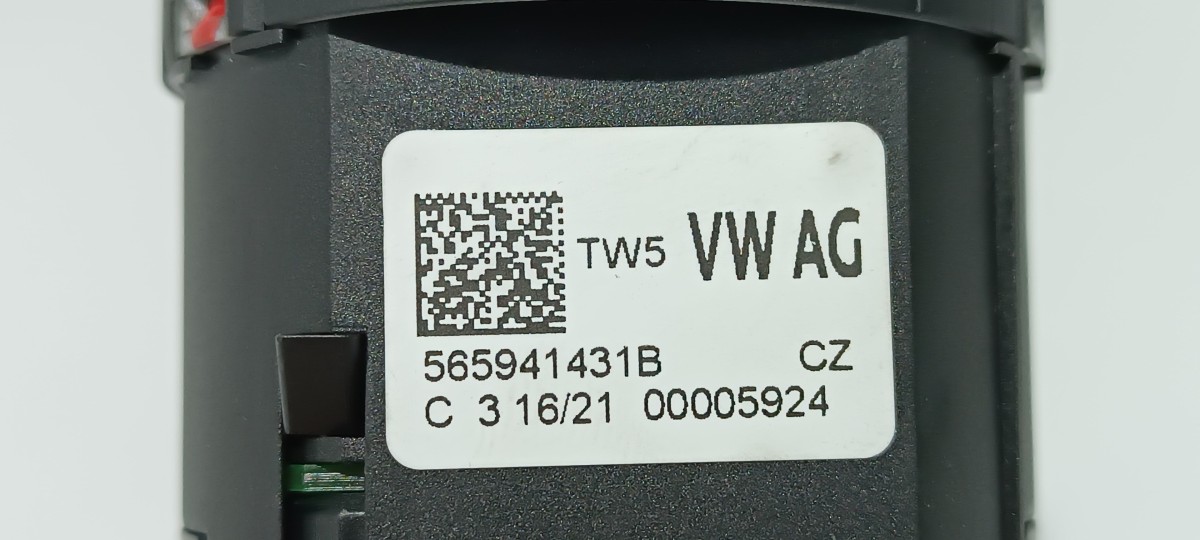 TW5 VW AG
565941431B CZ
C 3 16/21 00005924